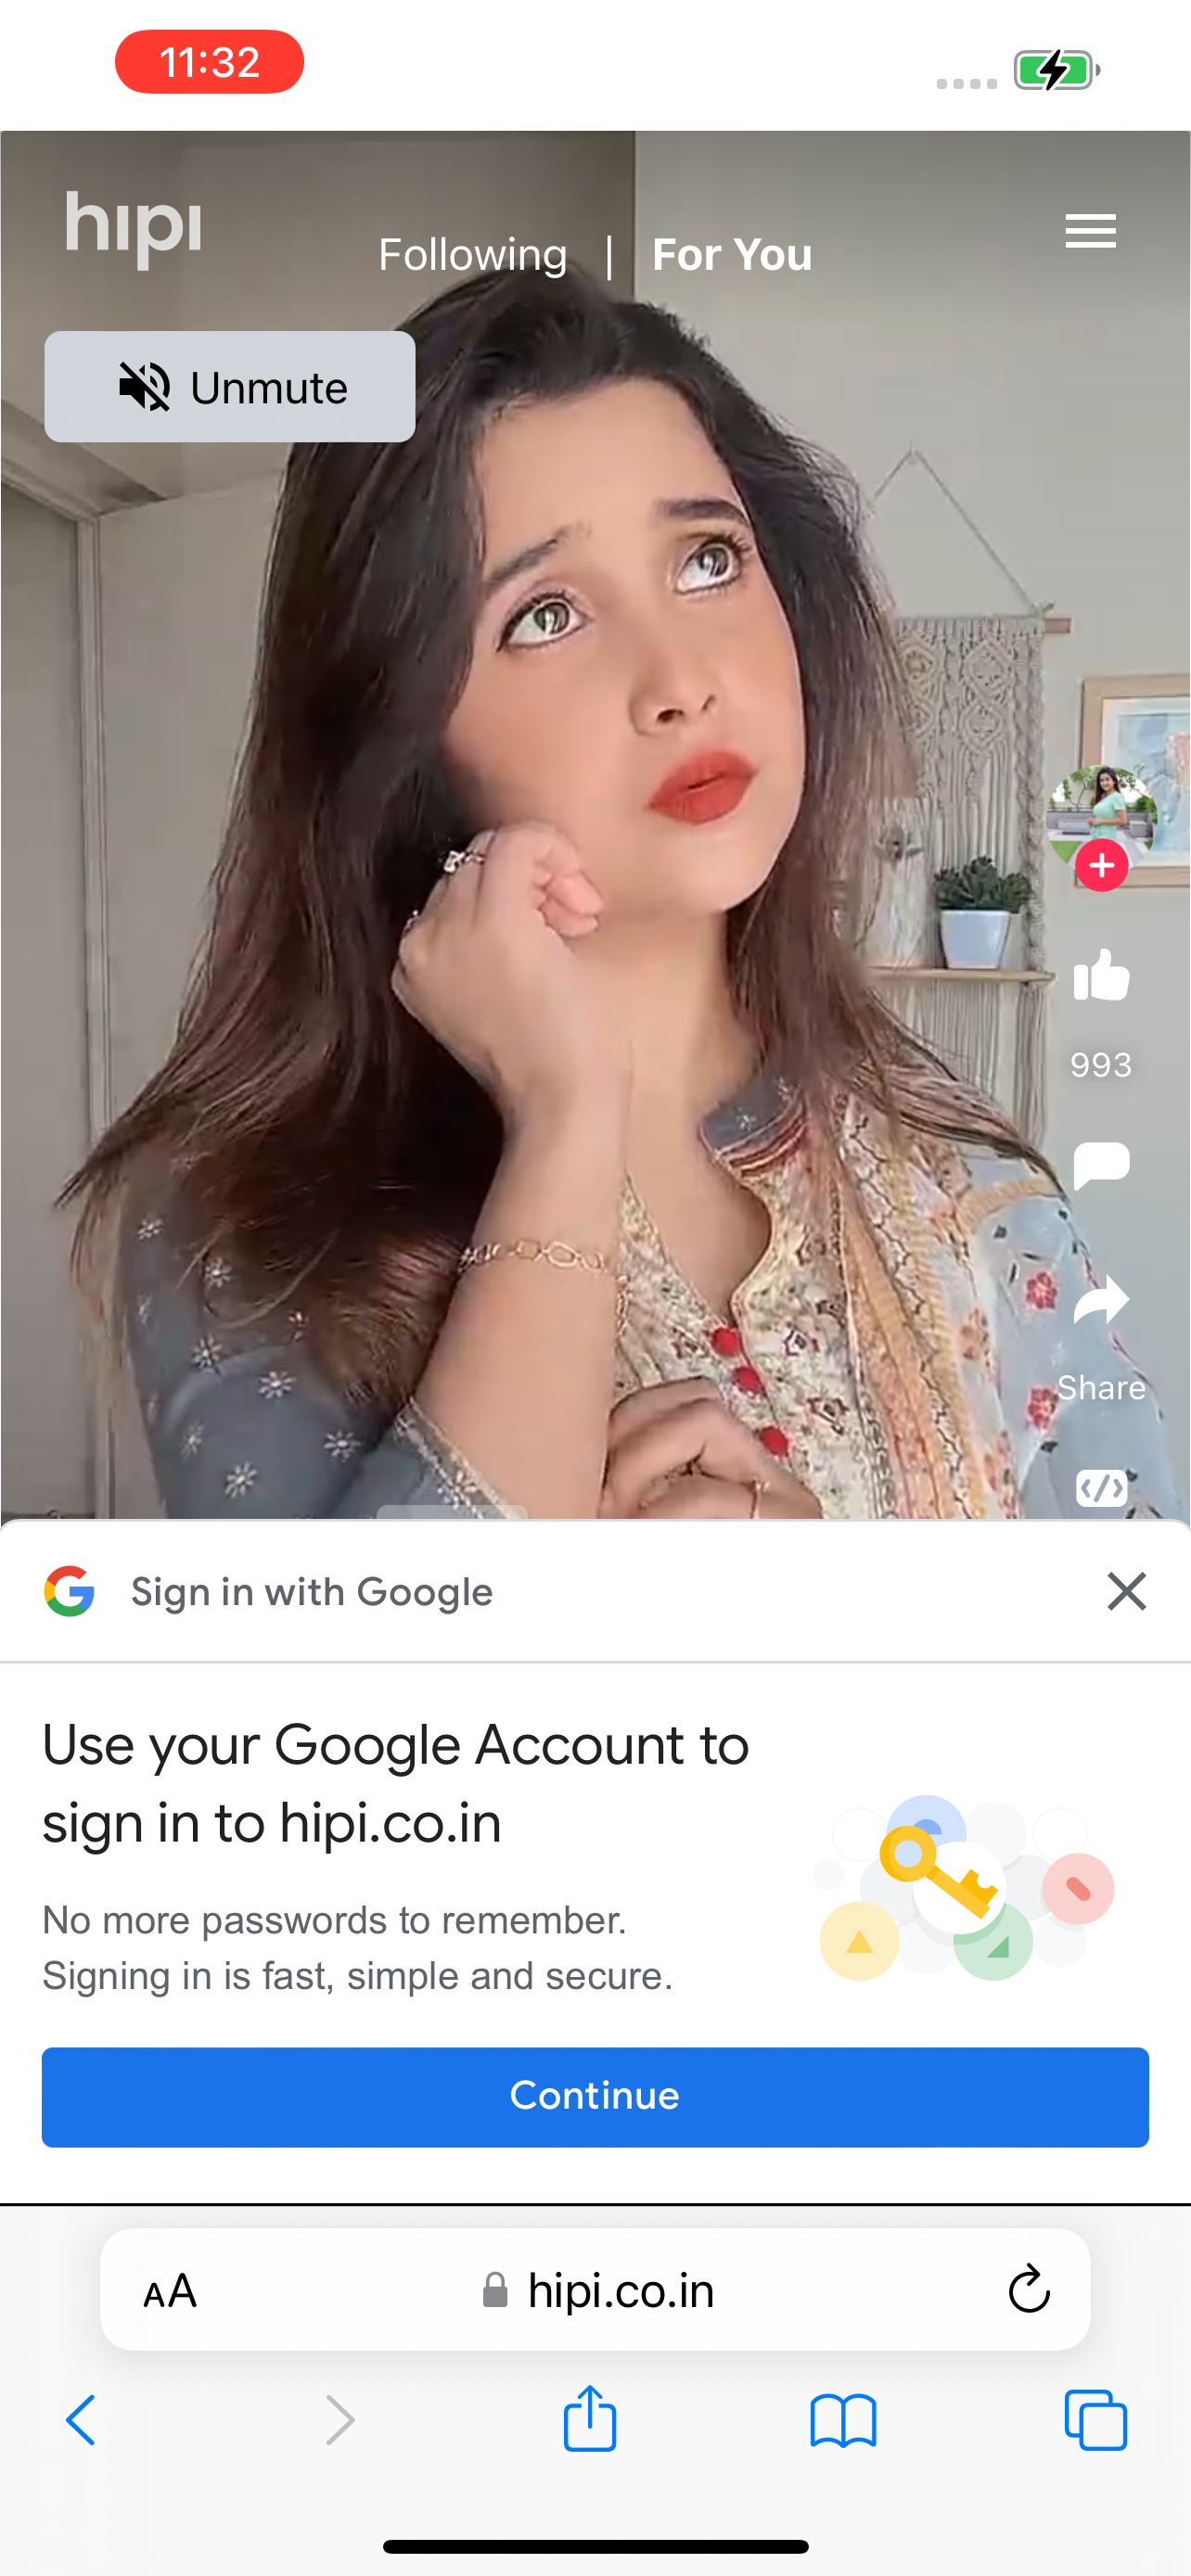 11:32
hipi
Following | For You
Unmute
993
Share
Sign in with Google
Use your Google Account to
sign in to hipi.co.in
No more passwords to remember.
Signing in is fast, simple and secure.
Continue
AA hipi.co.in